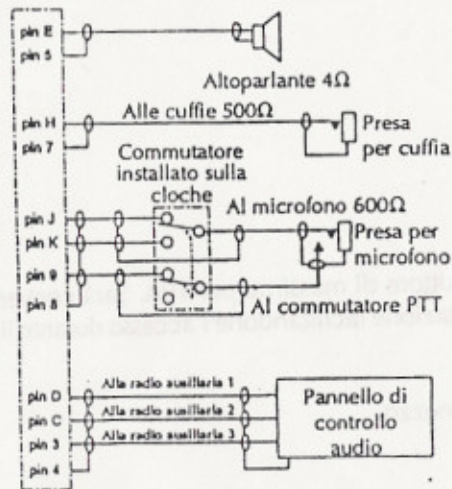 pin E
pin 5
Altoparlante 4Ω
Alle cuffie 500Ω
pin H
pin 7
Presa
per cuffia
Commutatore
installato sulla
cloche
pin J
pin K
pin 9
pin 8
Al microfono 600Ω
Presa per
microfono
Al commutatore PTT
pin D
pin C
pin 3
pin 4
Alla radio ausiliaria 1
Alla radio ausiliaria 2
Alla radio ausiliaria 3
Pannello di
controllo
audio